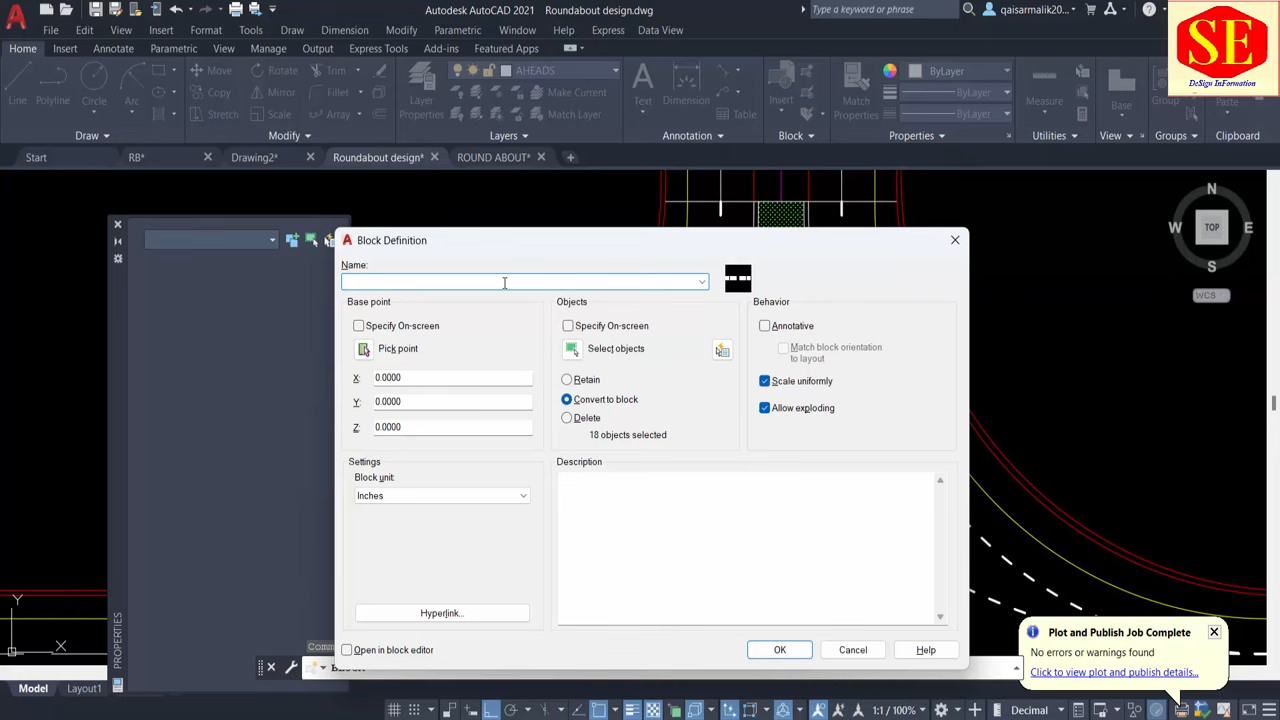 Autodesk AutoCAD 2021 Roundabout design.dwg
Type a keyword or phrase
qaisarmalik20...
File Edit View Insert Format Tools Draw Dimension Modify Parametric Window Help Express Data View
Home Insert Annotate Parametric View Manage Output Express Tools Add-ins Featured Apps
SE
DeSign InFormation
Line Polyline Circle Arc
Move Rotate Trim
Copy Mirror Fillet
Stretch Scale Array
Layer
Properties
AHEADS
Make Current
Match Layer
Text Dimension
Table
Insert
Match
Properties
ByLayer
ByLayer
ByLayer
Measure
Group
Base
Paste
Draw Modify Layers Annotation Block Properties Utilities View Groups Clipboard
Start RB* Drawing2* Roundabout design* ROUND ABOUT*
N
W TOP E
S
WCS
Block Definition
Name:
Base point
Specify On-screen
Pick point
X: 0.0000
Y: 0.0000
Z: 0.0000
Objects
Specify On-screen
Select objects
Retain
Convert to block
Delete
18 objects selected
Behavior
Annotative
Match block orientation
to layout
Scale uniformly
Allow exploding
Settings
Block unit:
Inches
Hyperlink...
Description
Open in block editor
OK Cancel Help
PROPERTIES
Y
X
Comm
Plot and Publish Job Complete
No errors or warnings found
Click to view plot and publish details...
Model Layout1
1:1 / 100% Decimal